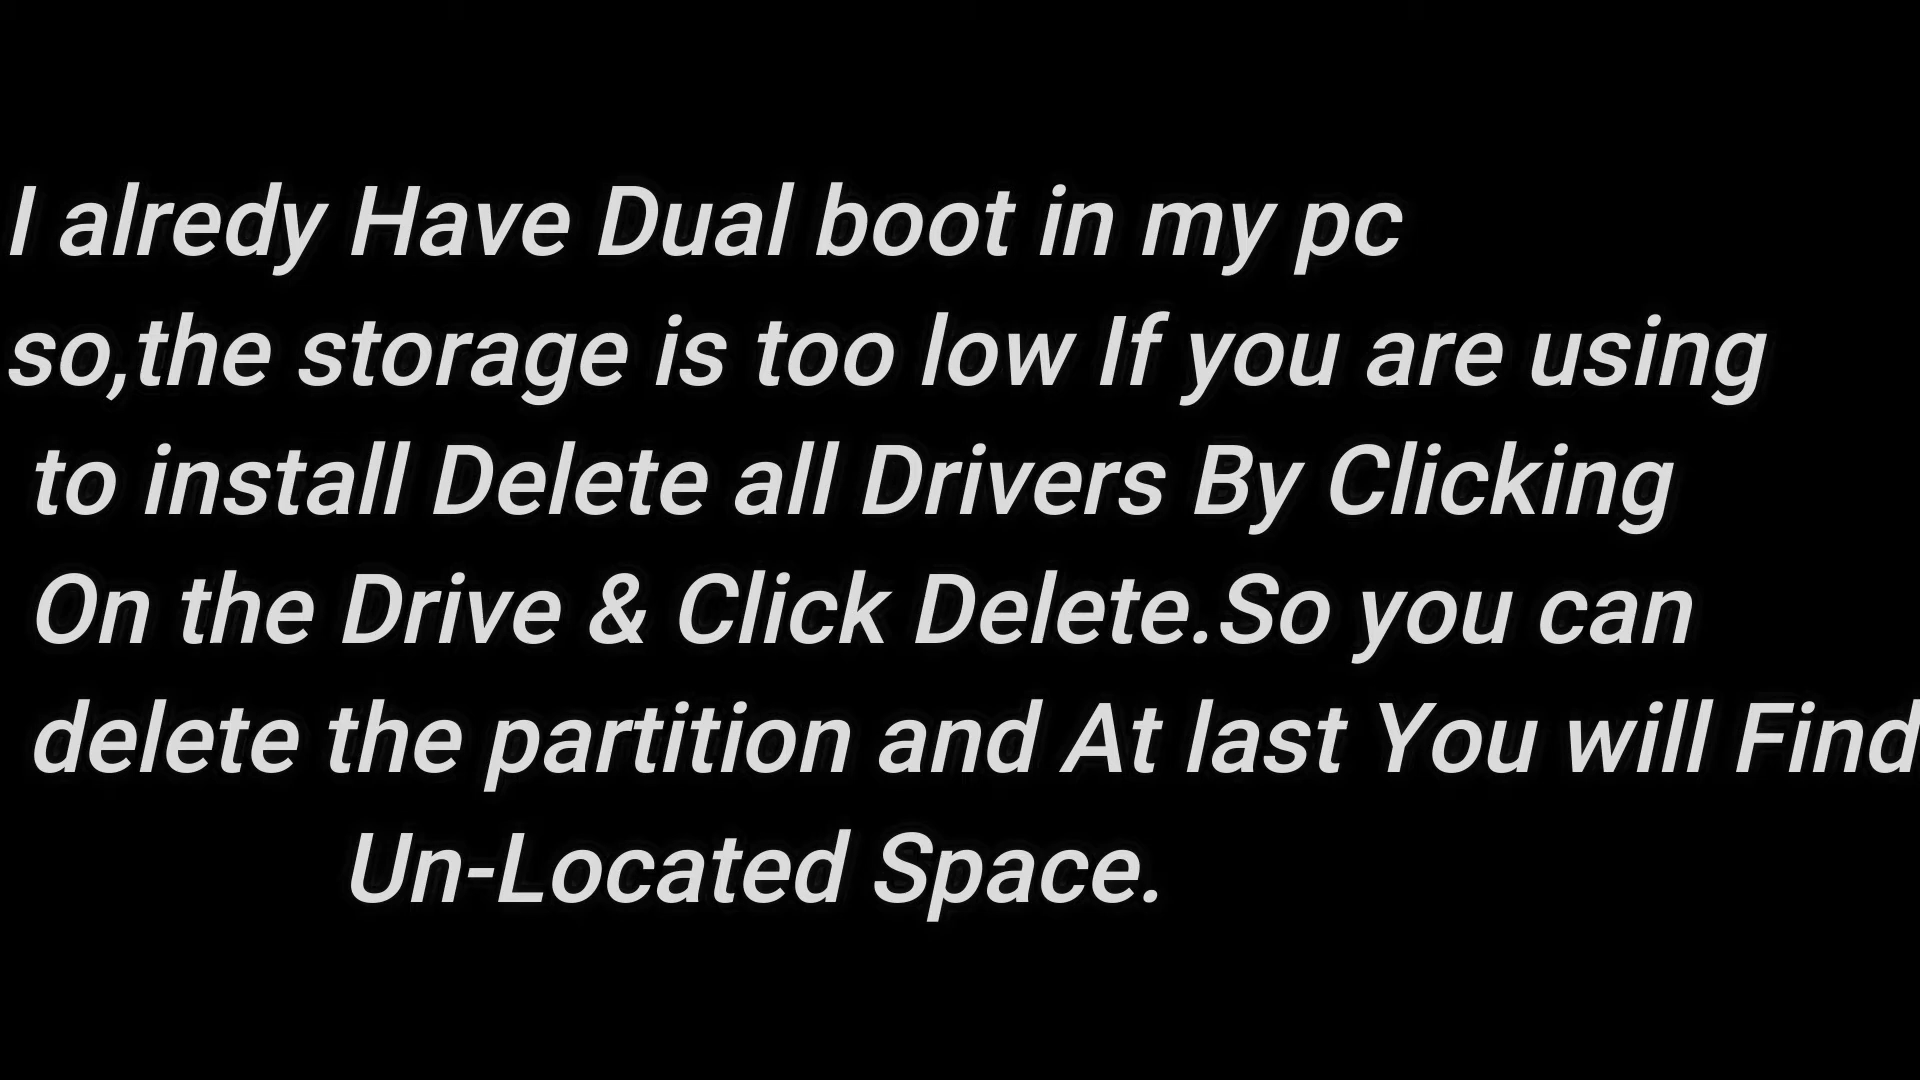 I alredy Have Dual boot in my pc
so,the storage is too low If you are using
to install Delete all Drivers By Clicking
On the Drive & Click Delete.So you can
delete the partition and At last You will Find
Un-Located Space.